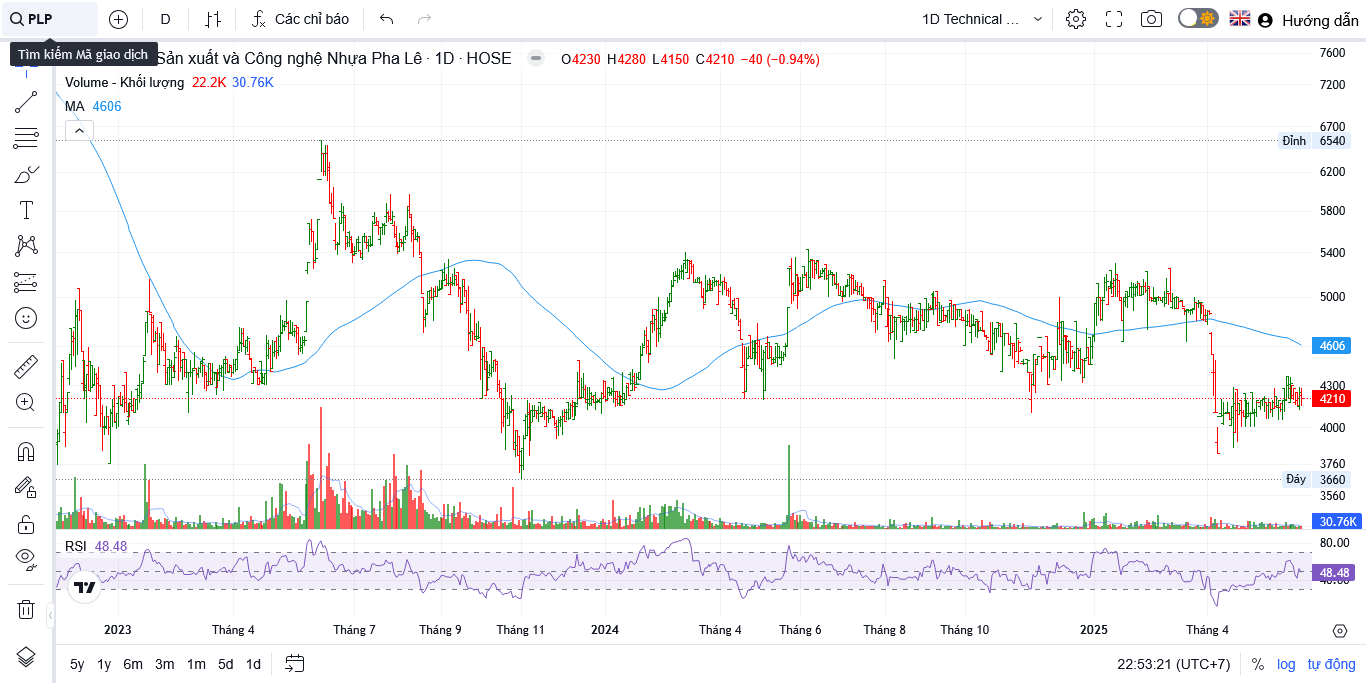 PLP D Các chỉ báo 1D Technical ... Hướng dẫn
Tìm kiếm Mã giao dịch Sản xuất và Công nghệ Nhựa Pha Lê · 1D · HOSE O4230 H4280 L4150 C4210 −40 (−0.94%)
Volume - Khối lượng 22.2K 30.76K
MA 4606
7600
7200
6700
Đỉnh 6540
6200
5800
5400
5000
4606
4300
4210
4000
3760
Đáy 3660
3560
30.76K
RSI 48.48
80.00
48.48
2023 Tháng 4 Tháng 7 Tháng 9 Tháng 11 2024 Tháng 4 Tháng 6 Tháng 8 Tháng 10 2025 Tháng 4
5y 1y 6m 3m 1m 5d 1d 22:53:21 (UTC+7) % log tự động